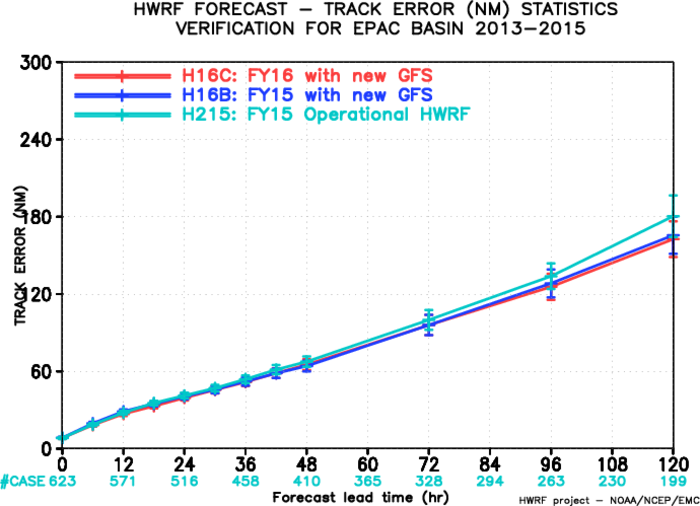 HWRF FORECAST – TRACK ERROR (NM) STATISTICS
VERIFICATION FOR EPAC BASIN 2013–2015
H16C: FY16 with new GFS
H16B: FY15 with new GFS
H215: FY15 Operational HWRF
TRACK ERROR (NM)
300
240
180
120
60
0
0 12 24 36 48 60 72 84 96 108 120
#CASE 623 571 516 458 410 365 328 294 263 230 199
Forecast lead time (hr)
HWRF project – NOAA/NCEP/EMC